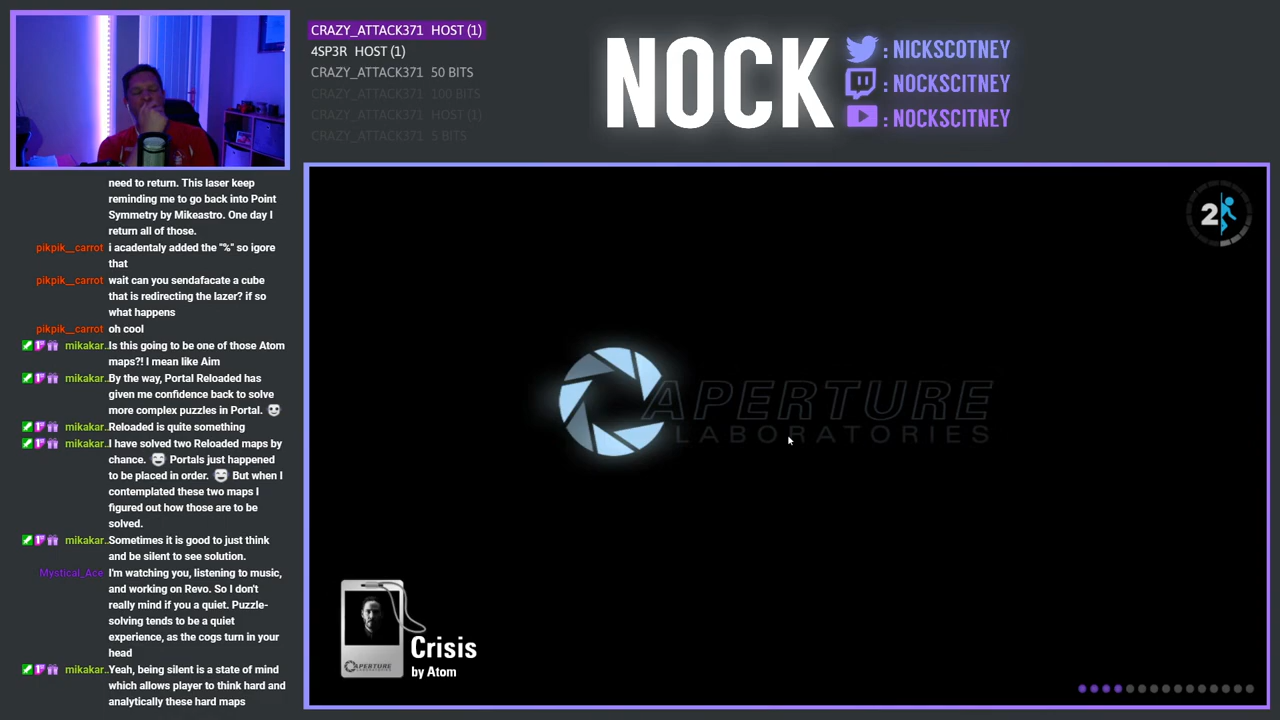 CRAZY_ATTACK371 HOST (1)
4SP3R HOST (1)
CRAZY_ATTACK371 50 BITS
CRAZY_ATTACK371 100 BITS
CRAZY_ATTACK371 HOST (1)
CRAZY_ATTACK371 5 BITS
NOCK
: NICKSCOTNEY
: NOCKSCITNEY
: NOCKSCITNEY
need to return. This laser keep
reminding me to go back into Point
Symmetry by Mikeastro. One day I
return all of those.
pikpik__carrot i acadentaly added the "%" so igore
that
pikpik__carrot wait can you sendafacate a cube
that is redirecting the lazer? if so
what happens
pikpik__carrot oh cool
mikakar.. Is this going to be one of those Atom
maps?! I mean like Aim
mikakar.. By the way, Portal Reloaded has
given me confidence back to solve
more complex puzzles in Portal.
mikakar.. Reloaded is quite something
mikakar.. I have solved two Reloaded maps by
chance. Portals just happened
to be placed in order. But when I
contemplated these two maps I
figured out how those are to be
solved.
mikakar.. Sometimes it is good to just think
and be silent to see solution.
Mystical_Ace I'm watching you, listening to music,
and working on Revo. So I don't
really mind if you a quiet. Puzzle-
solving tends to be a quiet
experience, as the cogs turn in your
head
mikakar.. Yeah, being silent is a state of mind
which allows player to think hard and
analytically these hard maps
2
APERTURE
LABORATORIES
APERTURE
Crisis
by Atom